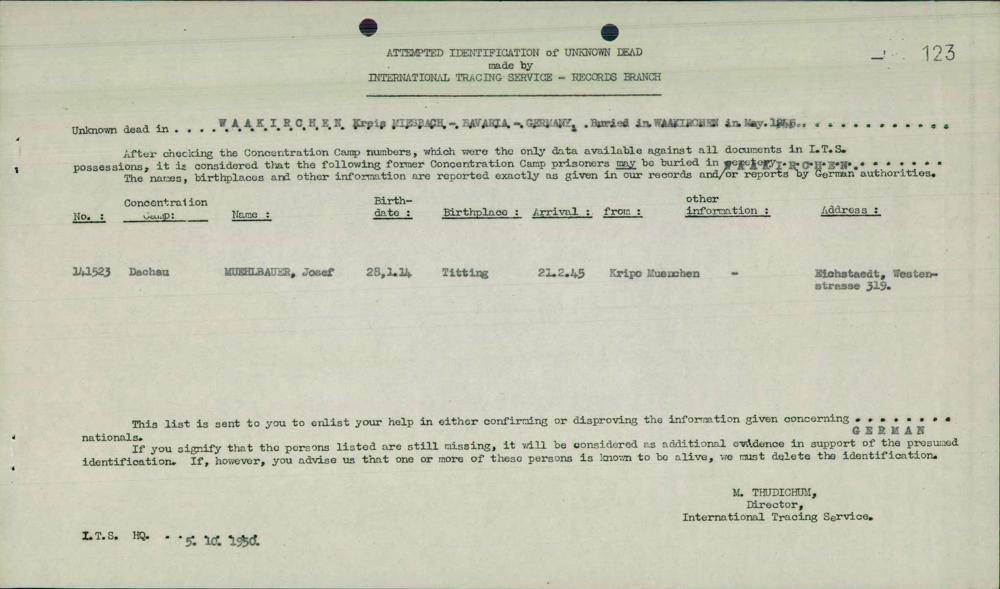 123
ATTEMPTED IDENTIFICATION of UNKNOWN DEAD
made by
INTERNATIONAL TRACING SERVICE - RECORDS BRANCH
Unknown dead in . . . . W A A K I R C H E N Kreis MIESBACH - BAVARIA - GERMANY. Buried in WAAKIRCHEN in May.
After checking the Concentration Camp numbers, which were the only data available against all documents in I.T.S.
possessions, it is considered that the following former Concentration Camp prisoners may be buried in W A A K I R C H E N.
The names, birthplaces and other information are reported exactly as given in our records and/or reports by German authorities.
No. : Concentration Camp: Name : Birth-date : Birthplace : Arrival : from : other information : Address :
141523 Dachau MUEHLBAUER, Josef 28.1.14 Titting 21.2.45 Kripo Muenchen - Eichstaedt, Westen-
strasse 319.
This list is sent to you to enlist your help in either confirming or disproving the information given concerning . . . . . . . .
G E R M A N
nationals.
If you signify that the persons listed are still missing, it will be considered as additional evidence in support of the presumed
identification. If, however, you advise us that one or more of these persons is known to be alive, we must delete the identification.
M. THUDICHUM,
Director,
International Tracing Service.
I.T.S. HQ. . . 5. 10. 1950.